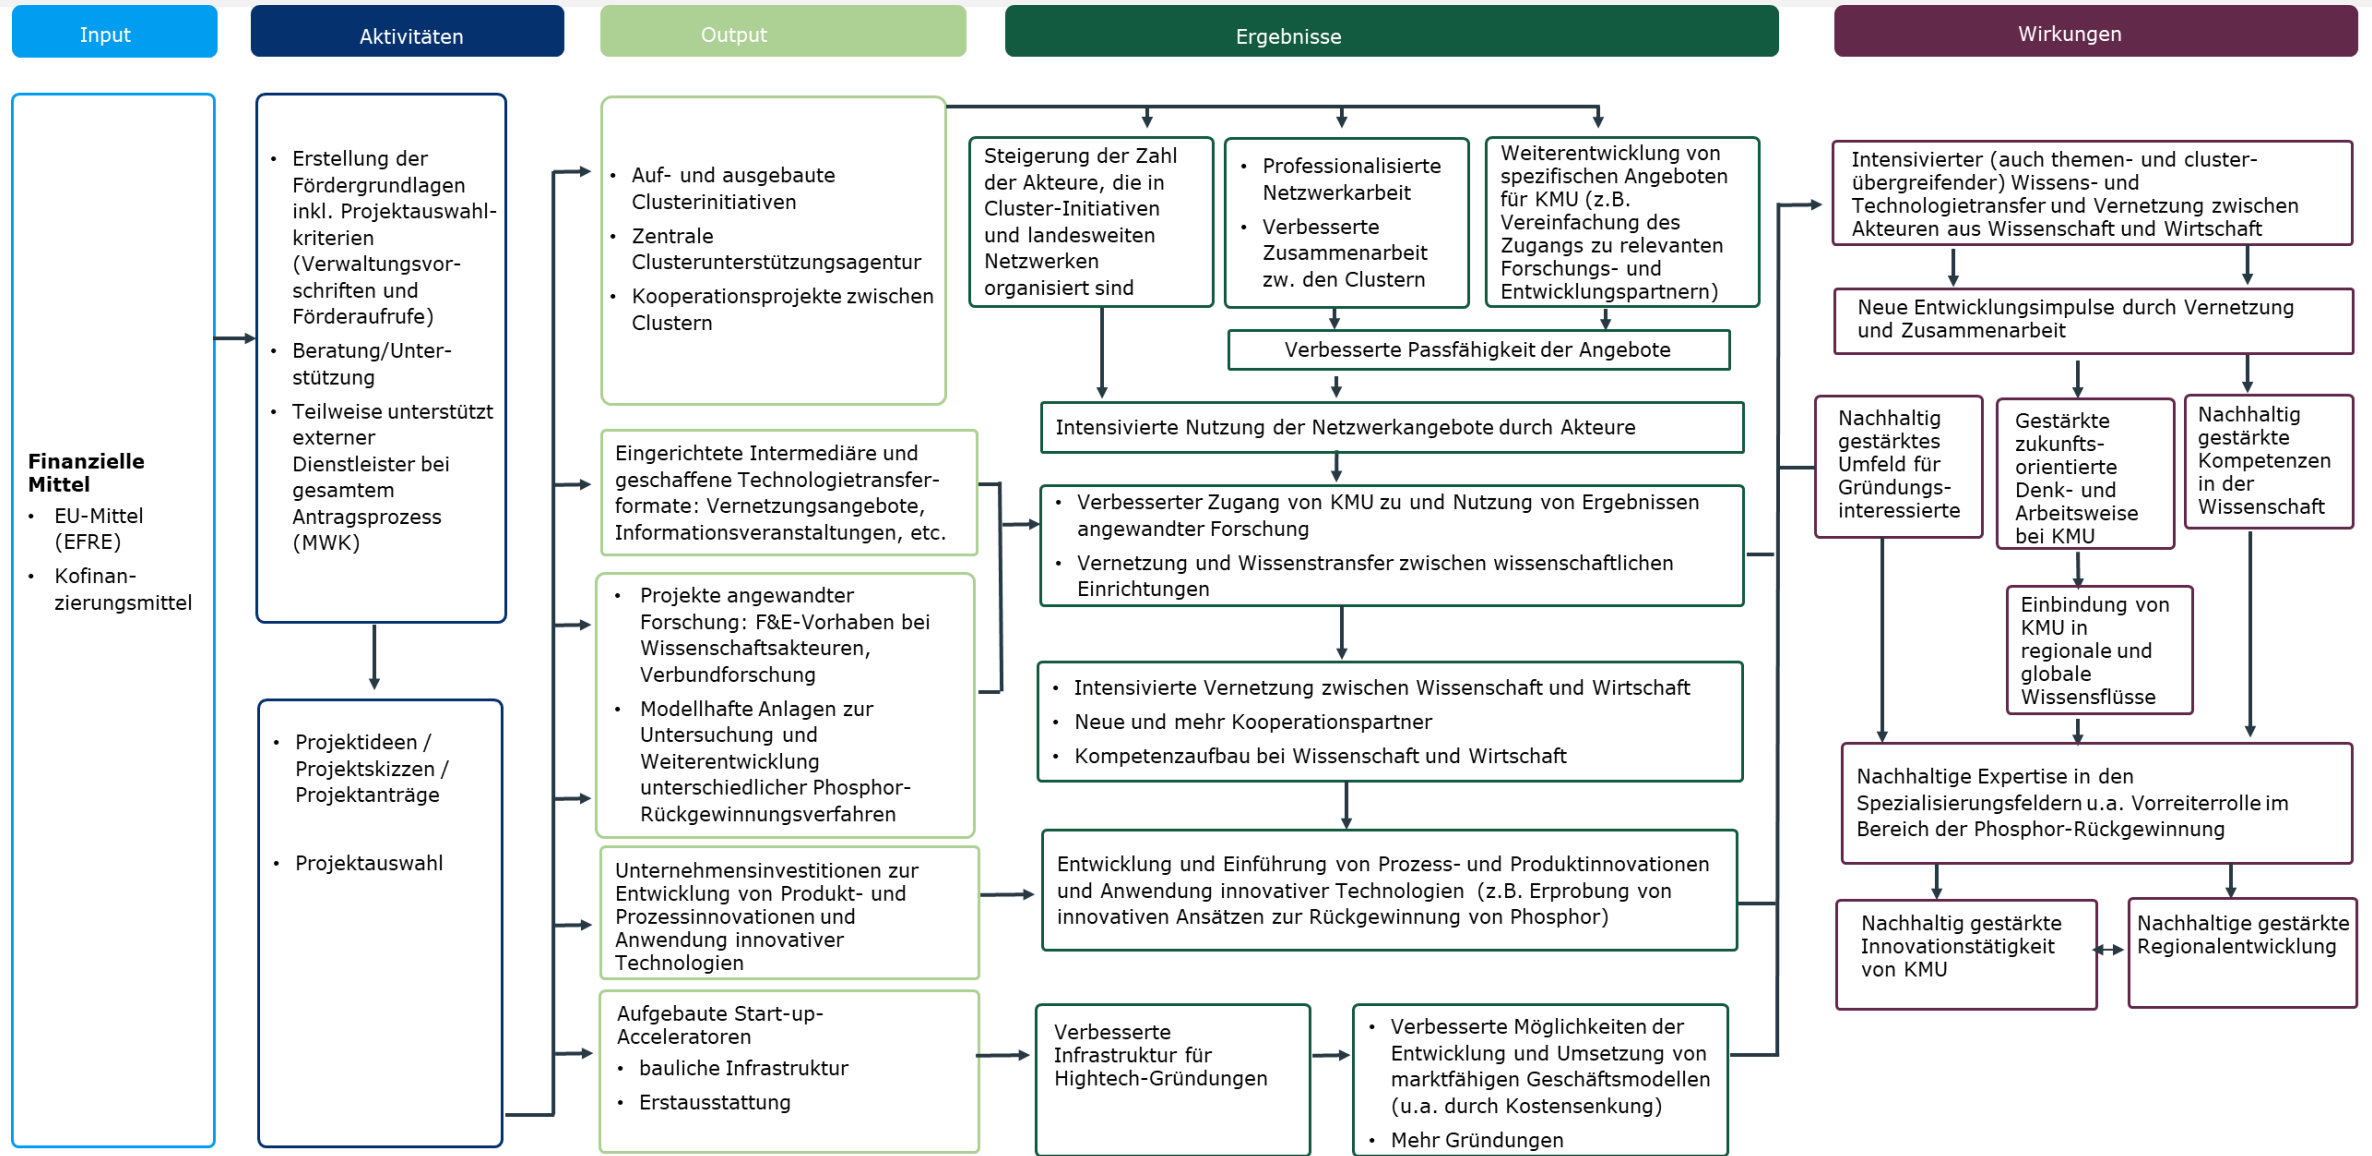 Input
Aktivitäten
Output
Ergebnisse
Wirkungen
Finanzielle
Mittel
• EU-Mittel
(EFRE)
• Kofinan-
zierungsmittel
• Erstellung der
Fördergrundlagen
inkl. Projektauswahl-
kriterien
(Verwaltungsvor-
schriften und
Förderaufrufe)
• Beratung/Unter-
stützung
• Teilweise unterstützt
externer
Dienstleister bei
gesamtem
Antragsprozess
(MWK)
• Projektideen /
Projektskizzen /
Projektanträge
• Projektauswahl
• Auf- und ausgebaute
Clusterinitiativen
• Zentrale
Clusterunterstützungsagentur
• Kooperationsprojekte zwischen
Clustern
Eingerichtete Intermediäre und
geschaffene Technologietransfer-
formate: Vernetzungsangebote,
Informationsveranstaltungen, etc.
• Projekte angewandter
Forschung: F&E-Vorhaben bei
Wissenschaftsakteuren,
Verbundforschung
• Modellhafte Anlagen zur
Untersuchung und
Weiterentwicklung
unterschiedlicher Phosphor-
Rückgewinnungsverfahren
Unternehmensinvestitionen zur
Entwicklung von Produkt- und
Prozessinnovationen und
Anwendung innovativer
Technologien
Aufgebaute Start-up-
Acceleratoren
• bauliche Infrastruktur
• Erstausstattung
Steigerung der Zahl
der Akteure, die in
Cluster-Initiativen
und landesweiten
Netzwerken
organisiert sind
• Professionalisierte
Netzwerkarbeit
• Verbesserte
Zusammenarbeit
zw. den Clustern
Weiterentwicklung von
spezifischen Angeboten
für KMU (z.B.
Vereinfachung des
Zugangs zu relevanten
Forschungs- und
Entwicklungspartnern)
Verbesserte Passfähigkeit der Angebote
Intensivierte Nutzung der Netzwerkangebote durch Akteure
• Verbesserter Zugang von KMU zu und Nutzung von Ergebnissen
angewandter Forschung
• Vernetzung und Wissenstransfer zwischen wissenschaftlichen
Einrichtungen
• Intensivierte Vernetzung zwischen Wissenschaft und Wirtschaft
• Neue und mehr Kooperationspartner
• Kompetenzaufbau bei Wissenschaft und Wirtschaft
Entwicklung und Einführung von Prozess- und Produktinnovationen
und Anwendung innovativer Technologien (z.B. Erprobung von
innovativen Ansätzen zur Rückgewinnung von Phosphor)
Verbesserte
Infrastruktur für
Hightech-Gründungen
• Verbesserte Möglichkeiten der
Entwicklung und Umsetzung von
marktfähigen Geschäftsmodellen
(u.a. durch Kostensenkung)
• Mehr Gründungen
Intensivierter (auch themen- und cluster-
übergreifender) Wissens- und
Technologietransfer und Vernetzung zwischen
Akteuren aus Wissenschaft und Wirtschaft
Neue Entwicklungsimpulse durch Vernetzung
und Zusammenarbeit
Nachhaltig
gestärktes
Umfeld für
Gründungs-
interessierte
Gestärkte
zukunfts-
orientierte
Denk- und
Arbeitsweise
bei KMU
Nachhaltig
gestärkte
Kompetenzen
in der
Wissenschaft
Einbindung von
KMU in
regionale und
globale
Wissensflüsse
Nachhaltige Expertise in den
Spezialisierungsfeldern u.a. Vorreiterrolle im
Bereich der Phosphor-Rückgewinnung
Nachhaltig gestärkte
Innovationstätigkeit
von KMU
Nachhaltige gestärkte
Regionalentwicklung